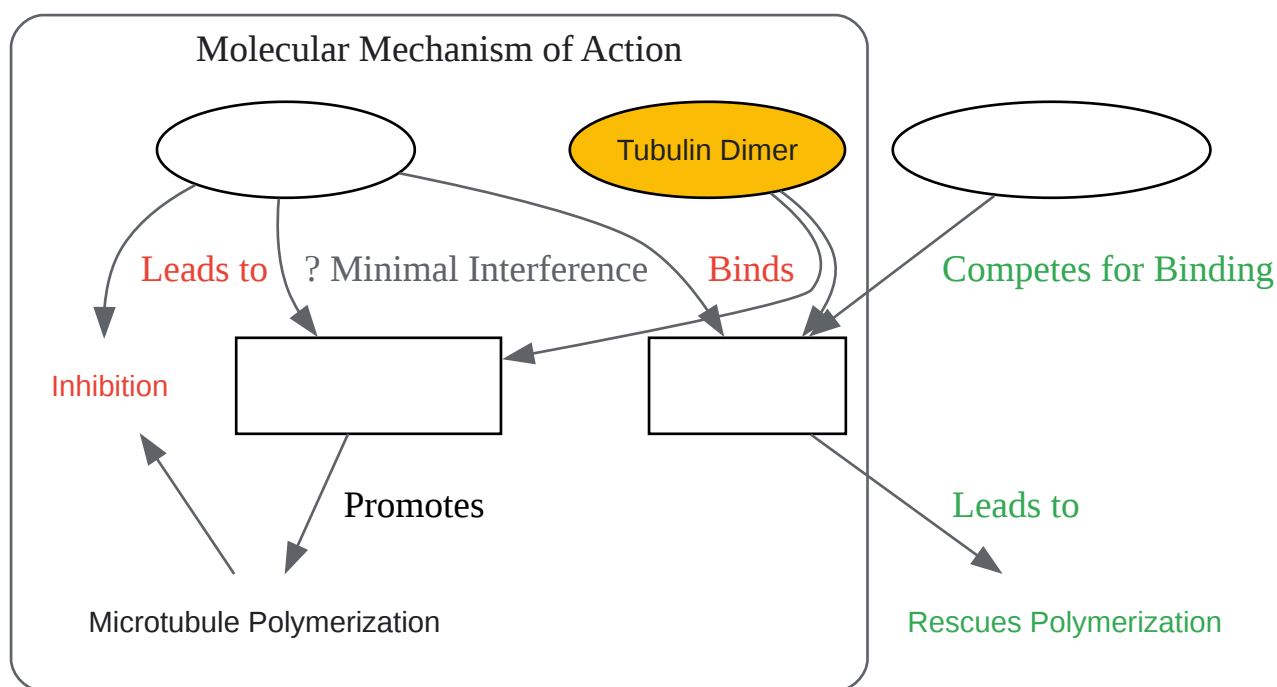 Molecular Mechanism of Action
Tubulin Dimer
Leads to
? Minimal Interference
Binds
Competes for Binding
Inhibition
Promotes
Leads to
Microtubule Polymerization
Rescues Polymerization